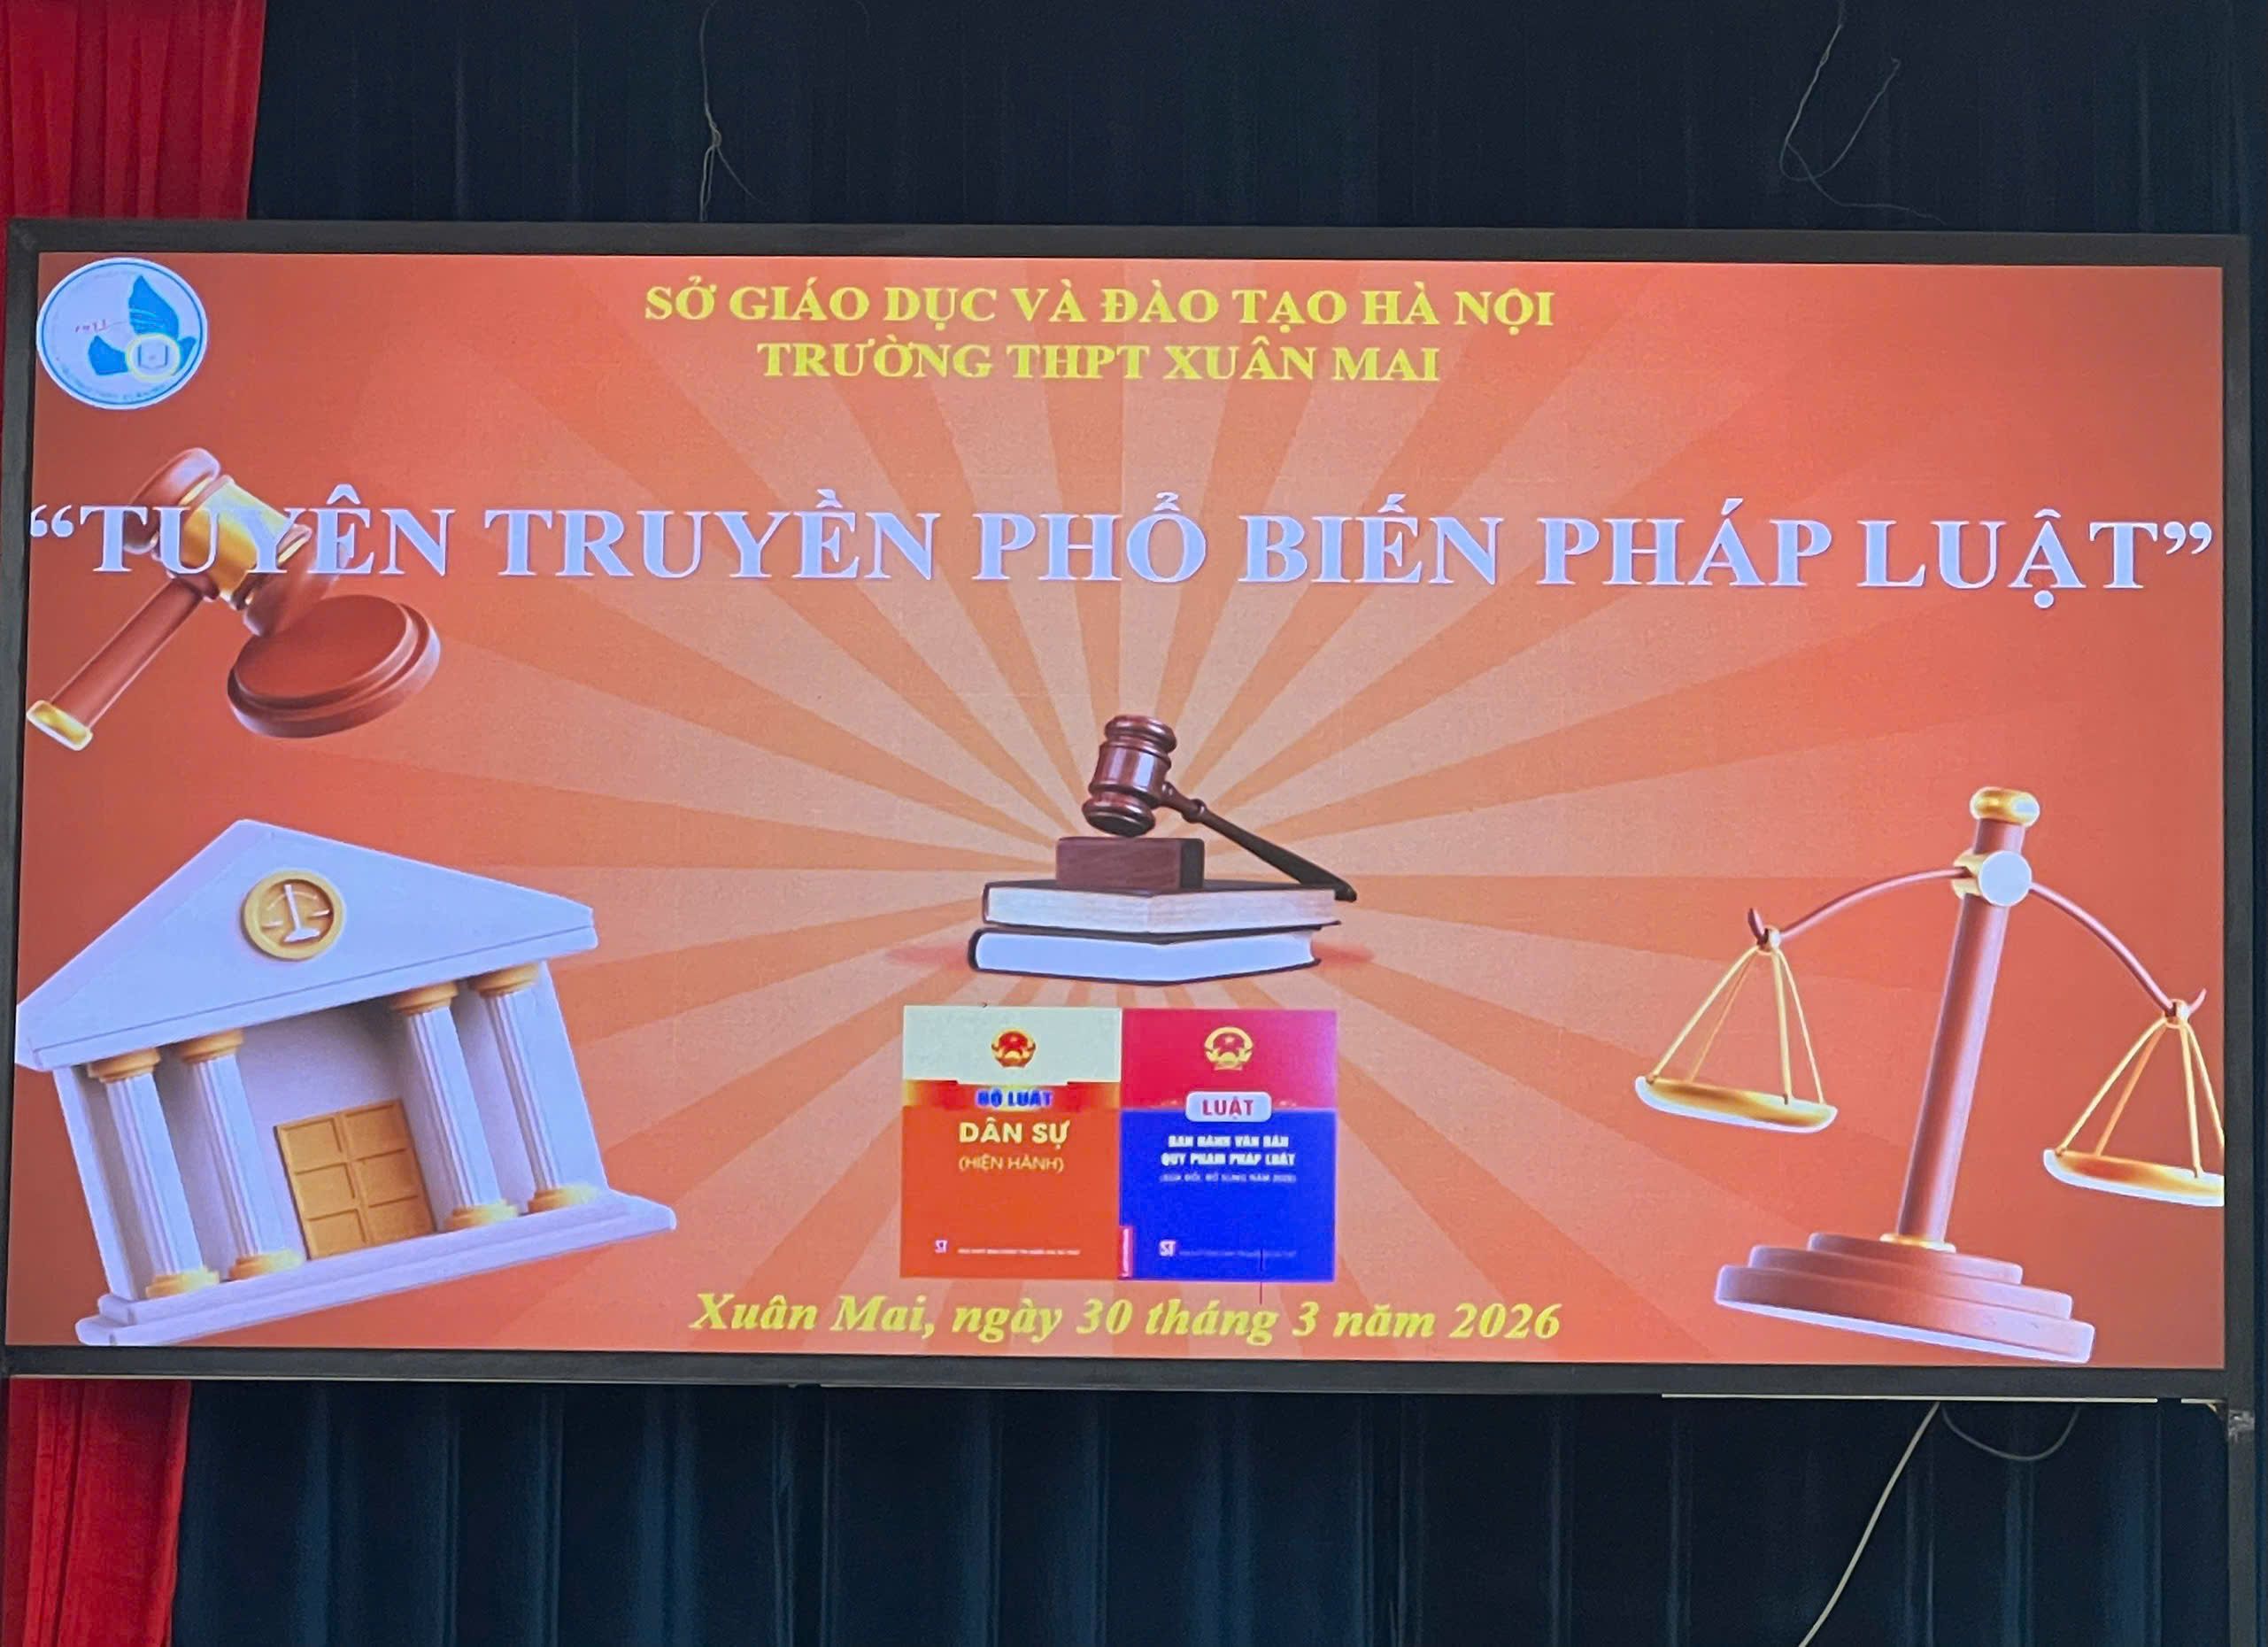 SỞ GIÁO DỤC VÀ ĐÀO TẠO HÀ NỘI
TRƯỜNG THPT XUÂN MAI
“TUYÊN TRUYỀN PHỔ BIẾN PHÁP LUẬT”
BỘ LUẬT
DÂN SỰ
(HIỆN HÀNH)
ST
LUẬT
BAN HÀNH VĂN BẢN
QUY PHẠM PHÁP LUẬT
ST
Xuân Mai, ngày 30 tháng 3 năm 2026